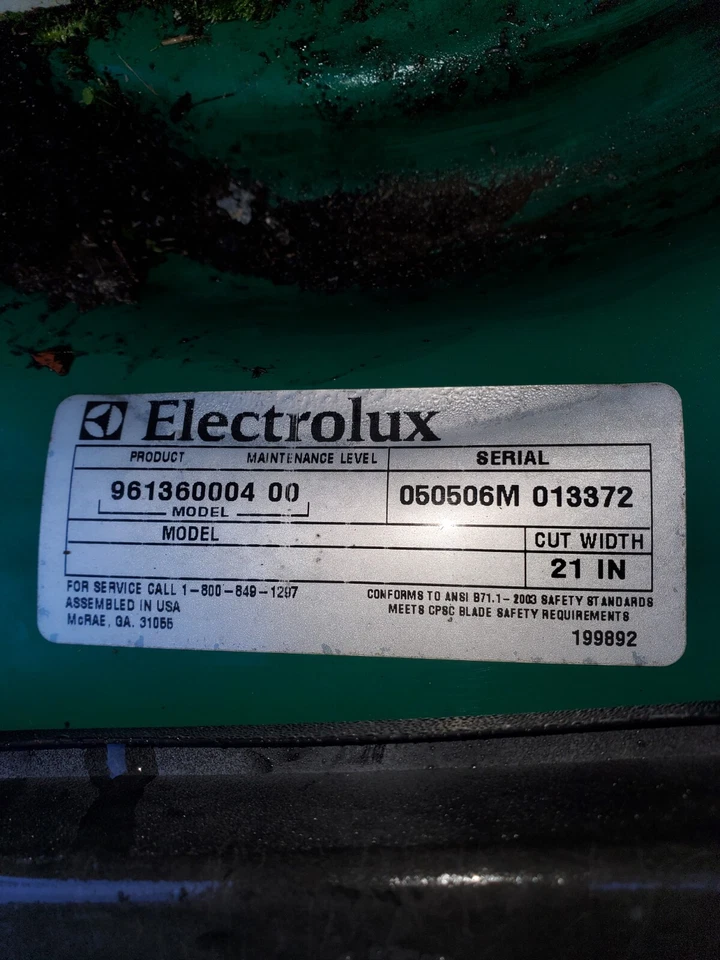 Electrolux
PRODUCT MAINTENANCE LEVEL SERIAL
961360004 00 050506M 013372
MODEL
MODEL CUT WIDTH
21 IN
FOR SERVICE CALL 1-800-849-1297
ASSEMBLED IN USA
McRAE, GA. 31055
CONFORMS TO ANSI B71.1-2003 SAFETY STANDARDS
MEETS CPSC BLADE SAFETY REQUIREMENTS
199892